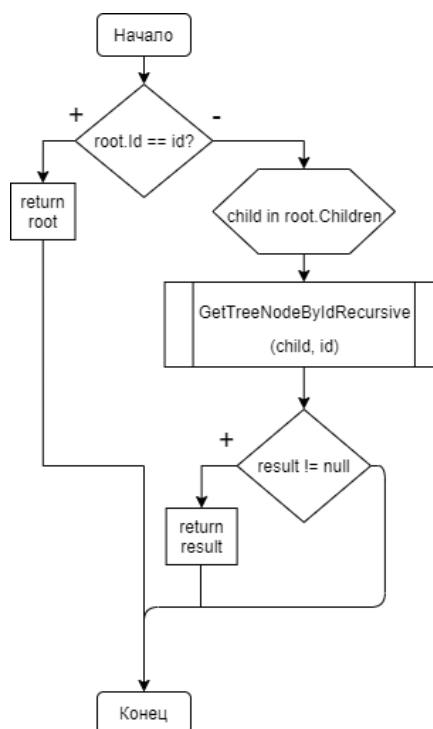 Начало
+
-
root.Id == id?
return
root
child in root.Children
GetTreeNodeByIdRecursive
(child, id)
+
result != null
return
result
Конец